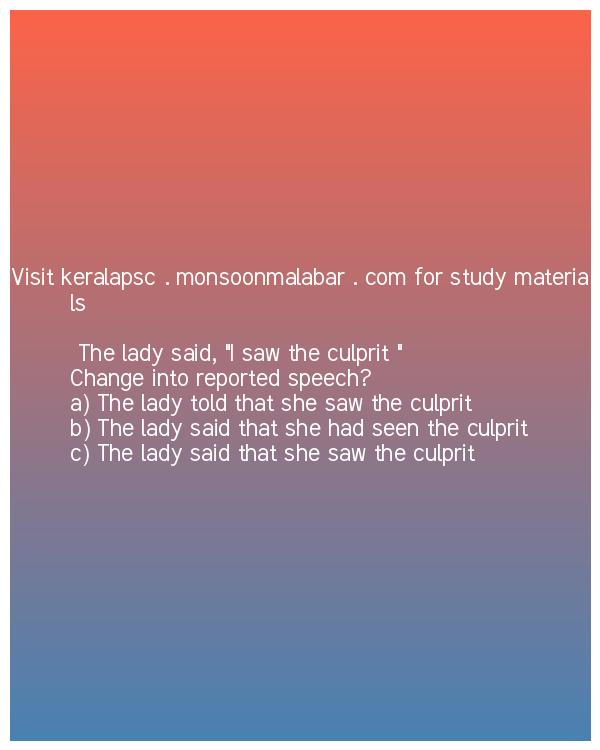 Visit keralapsc . monsoonmalabar . com for study materia
ls
The lady said, "I saw the culprit "
Change into reported speech?
a) The lady told that she saw the culprit
b) The lady said that she had seen the culprit
c) The lady said that she saw the culprit